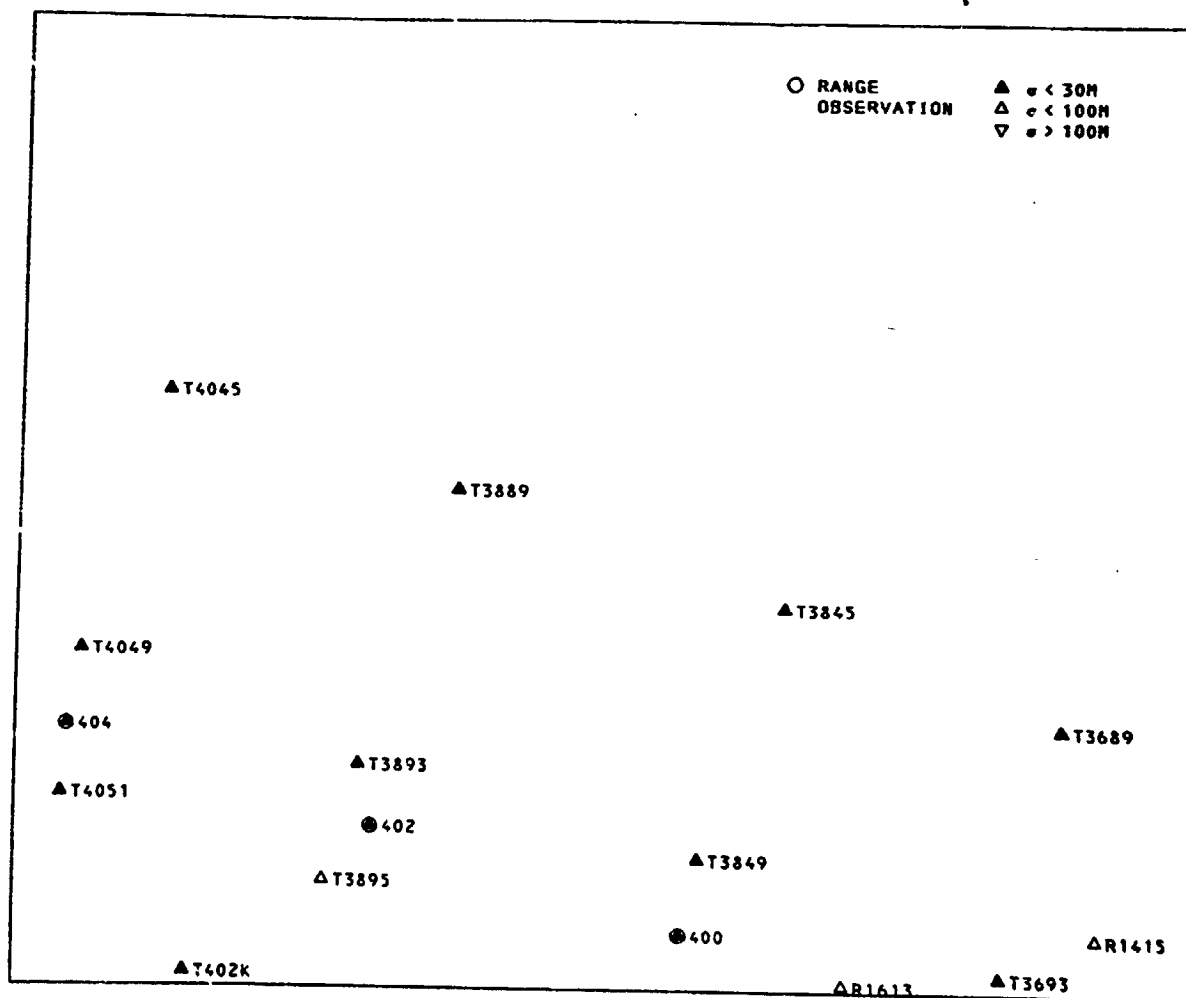 ○ RANGE
OBSERVATION
▲ σ < 30M
△ σ < 100M
▽ σ > 100M
T4045
T3889
T3845
T4049
404
T3689
T3893
T4051
402
T3849
T3895
400
R1415
T402K
T3693
R1613